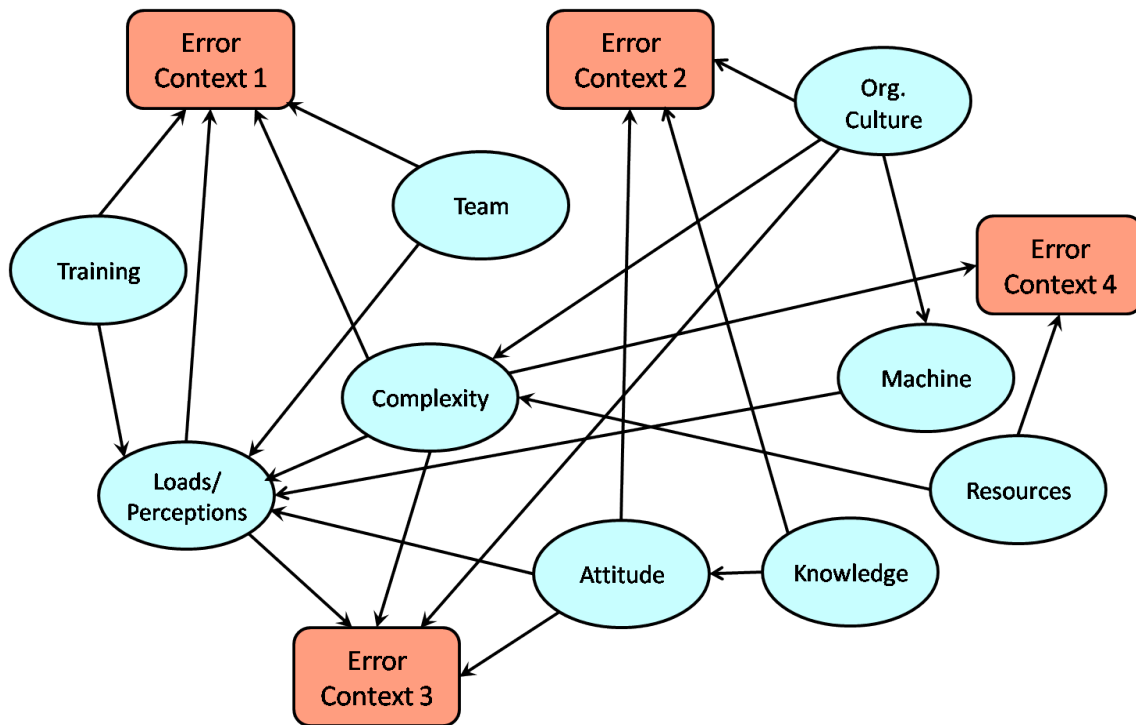 Error
Context 1
Error
Context 2
Org.
Culture
Team
Training
Error
Context 4
Complexity
Machine
Loads/
Perceptions
Resources
Attitude
Knowledge
Error
Context 3